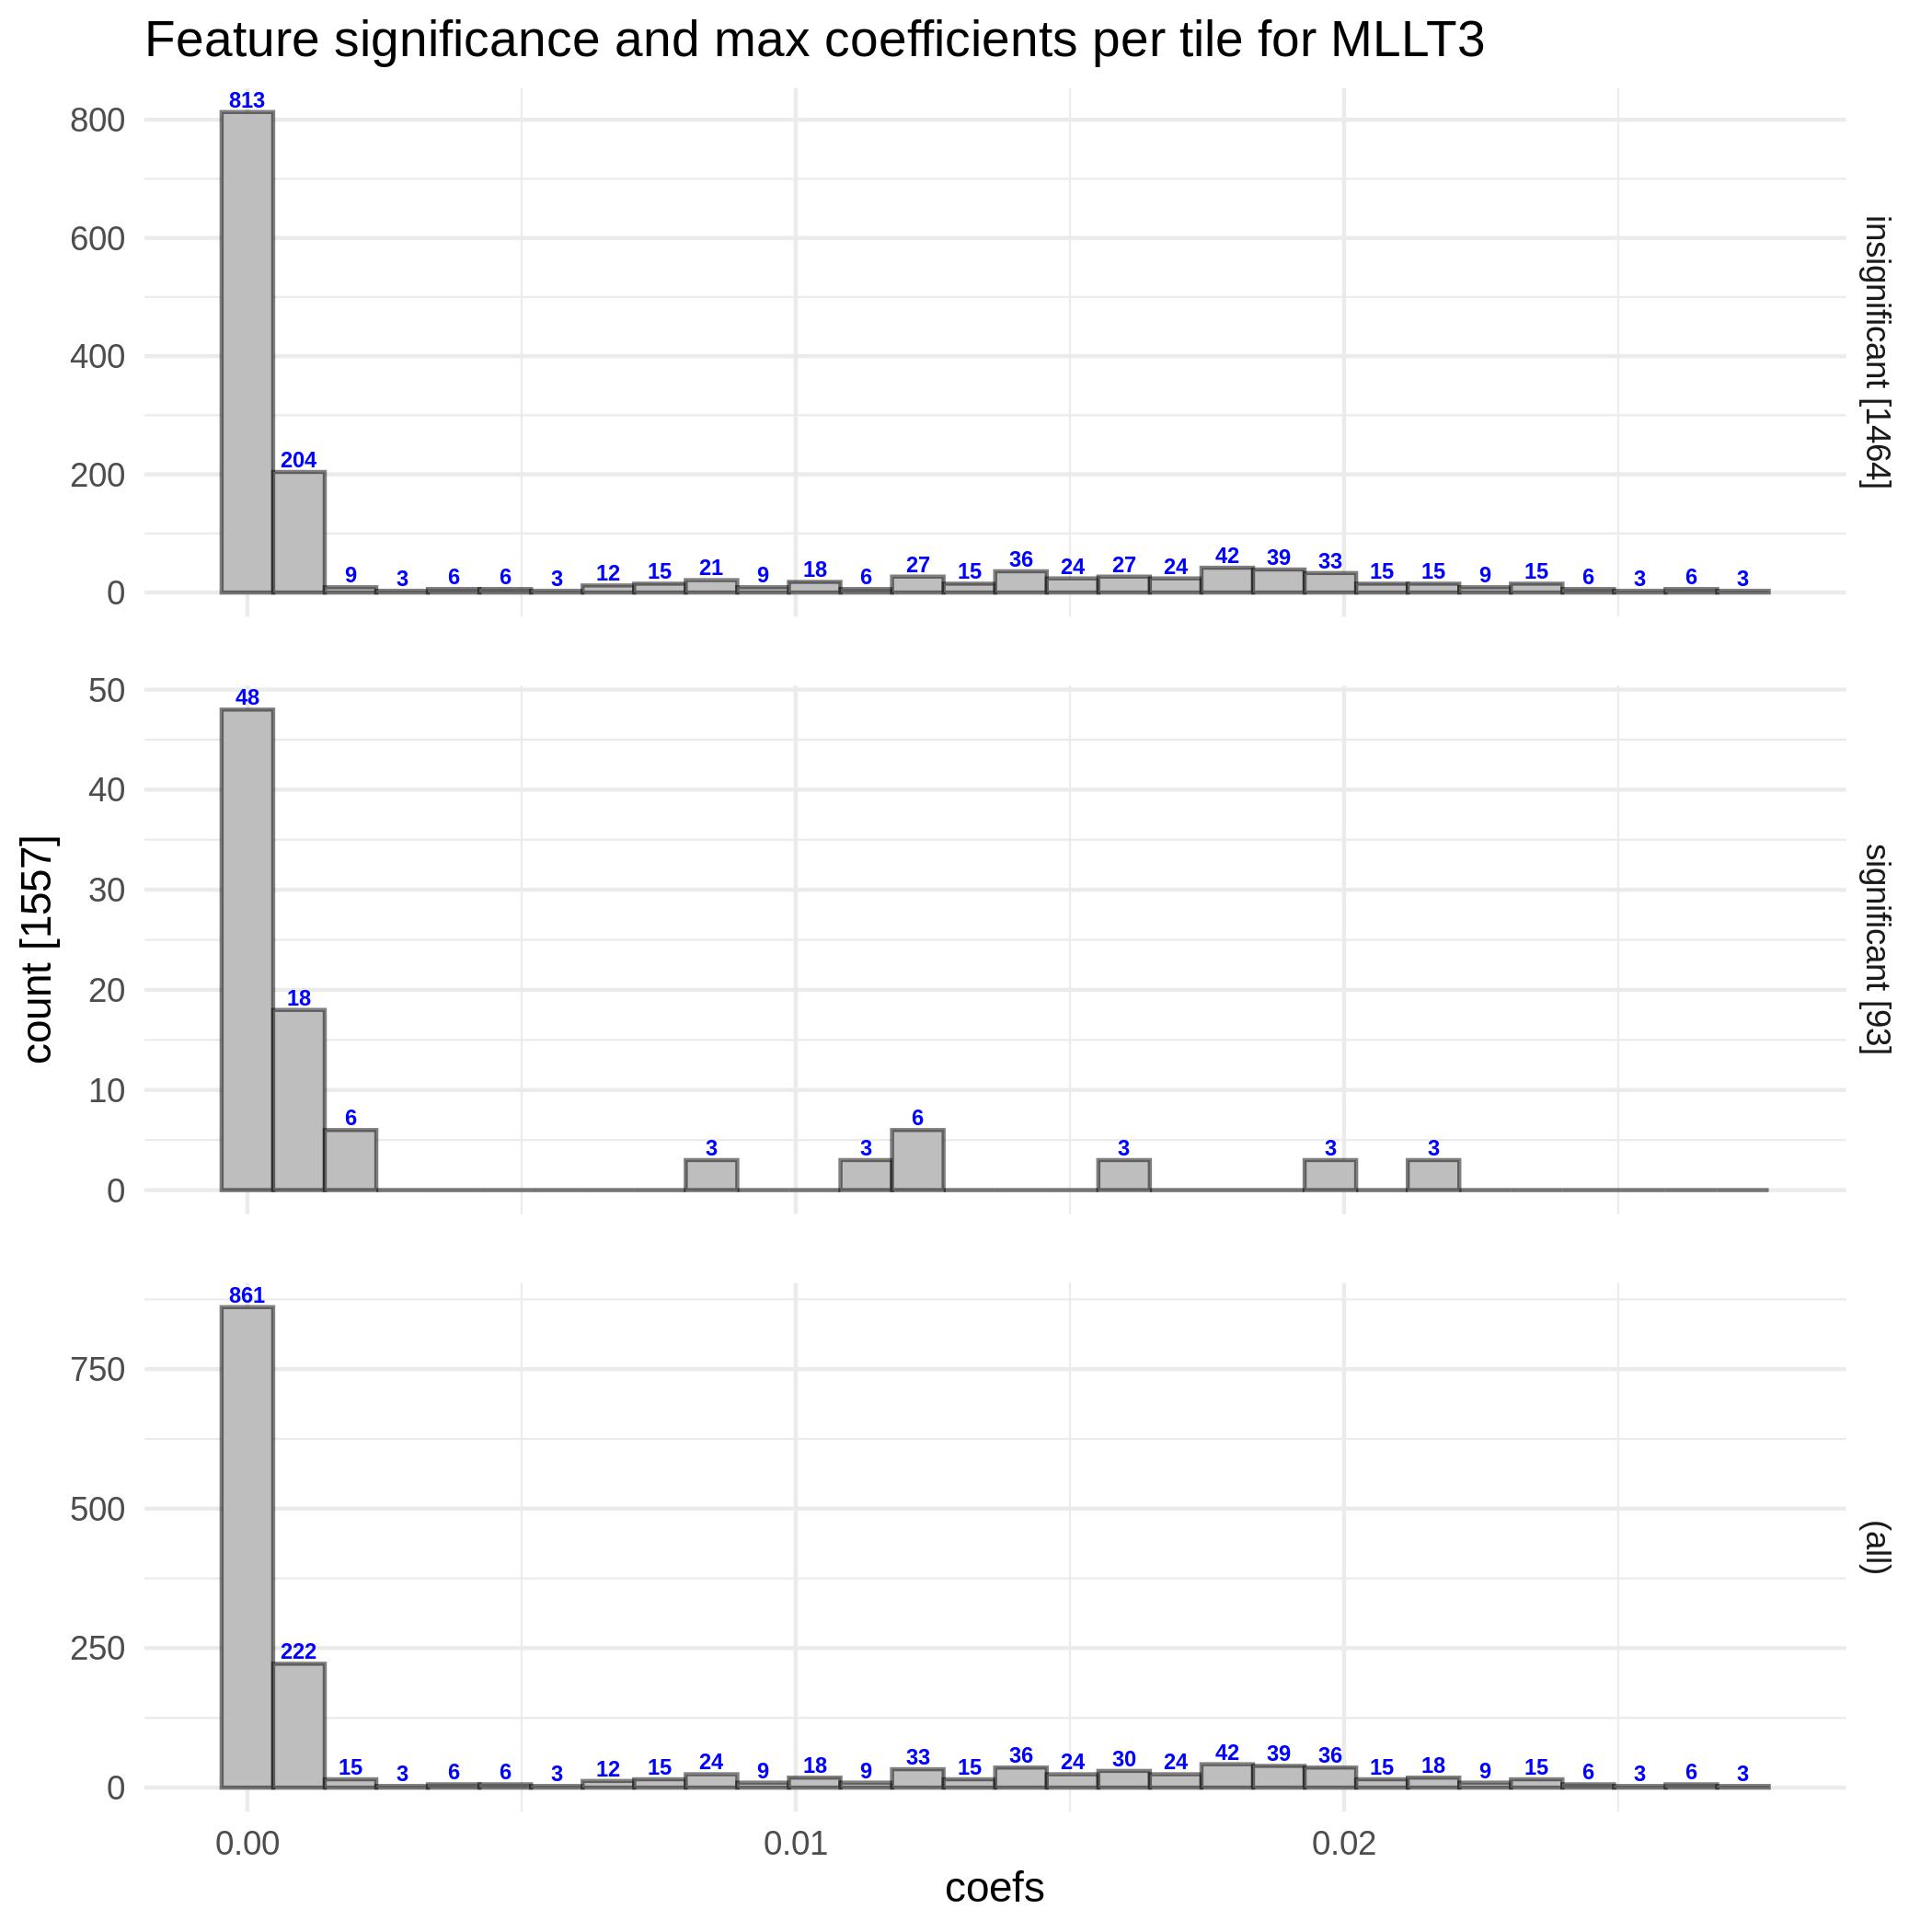 Feature significance and max coefficients per tile for MLLT3
813
800
600
400
204
200
9 3 6 6 3 12 15 21 9 18 6 27 15 36 24 27 24 42 39 33 15 15 9 15 6 3 6 3
0
insignificant [1464]
50
48
40
30
20
18
10
6 3 3 6 3 3 3
0
significant [93]
count [1557]
861
750
500
250
222
15 3 6 6 3 12 15 24 9 18 9 33 15 36 24 30 24 42 39 36 15 18 9 15 6 3 6 3
0
(all)
0.00 0.01 0.02
coefs